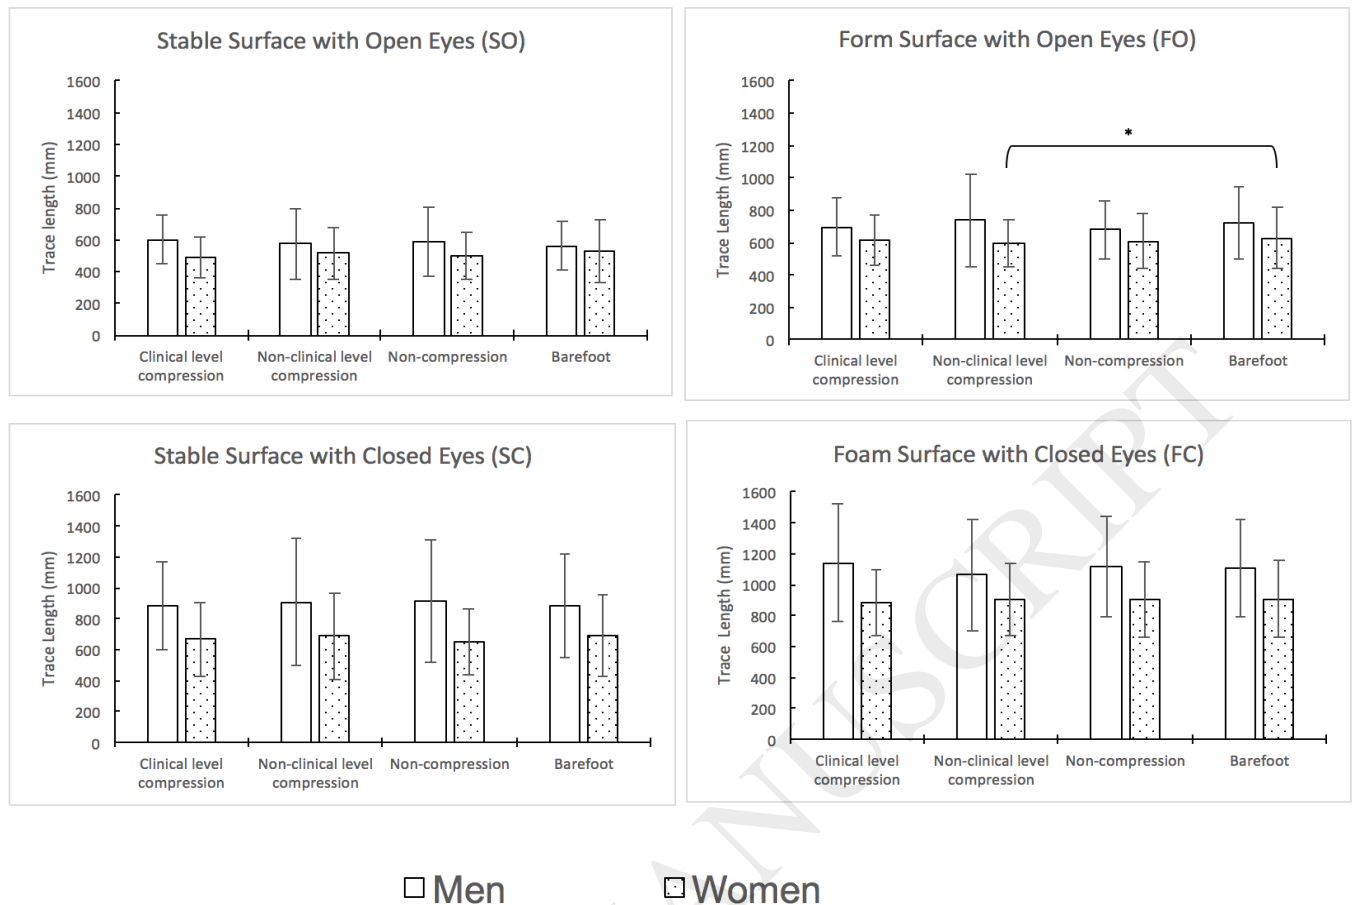 Stable Surface with Open Eyes (SO)
1600
1400
1200
1000
800
600
400
200
0
Trace length (mm)
Clinical level compression
Non-clinical level compression
Non-compression
Barefoot
Form Surface with Open Eyes (FO)
1600
1400
1200
1000
800
600
400
200
0
Trace Length (mm)
*
Clinical level compression
Non-clinical level compression
Non-compression
Barefoot
Stable Surface with Closed Eyes (SC)
1600
1400
1200
1000
800
600
400
200
0
Trace Length (mm)
Clinical level compression
Non-clinical level compression
Non-compression
Barefoot
Foam Surface with Closed Eyes (FC)
1600
1400
1200
1000
800
600
400
200
0
Trace Length (mm)
Clinical level compression
Non-clinical level compression
Non-compression
Barefoot
Men
Women
ANUSCRIPT